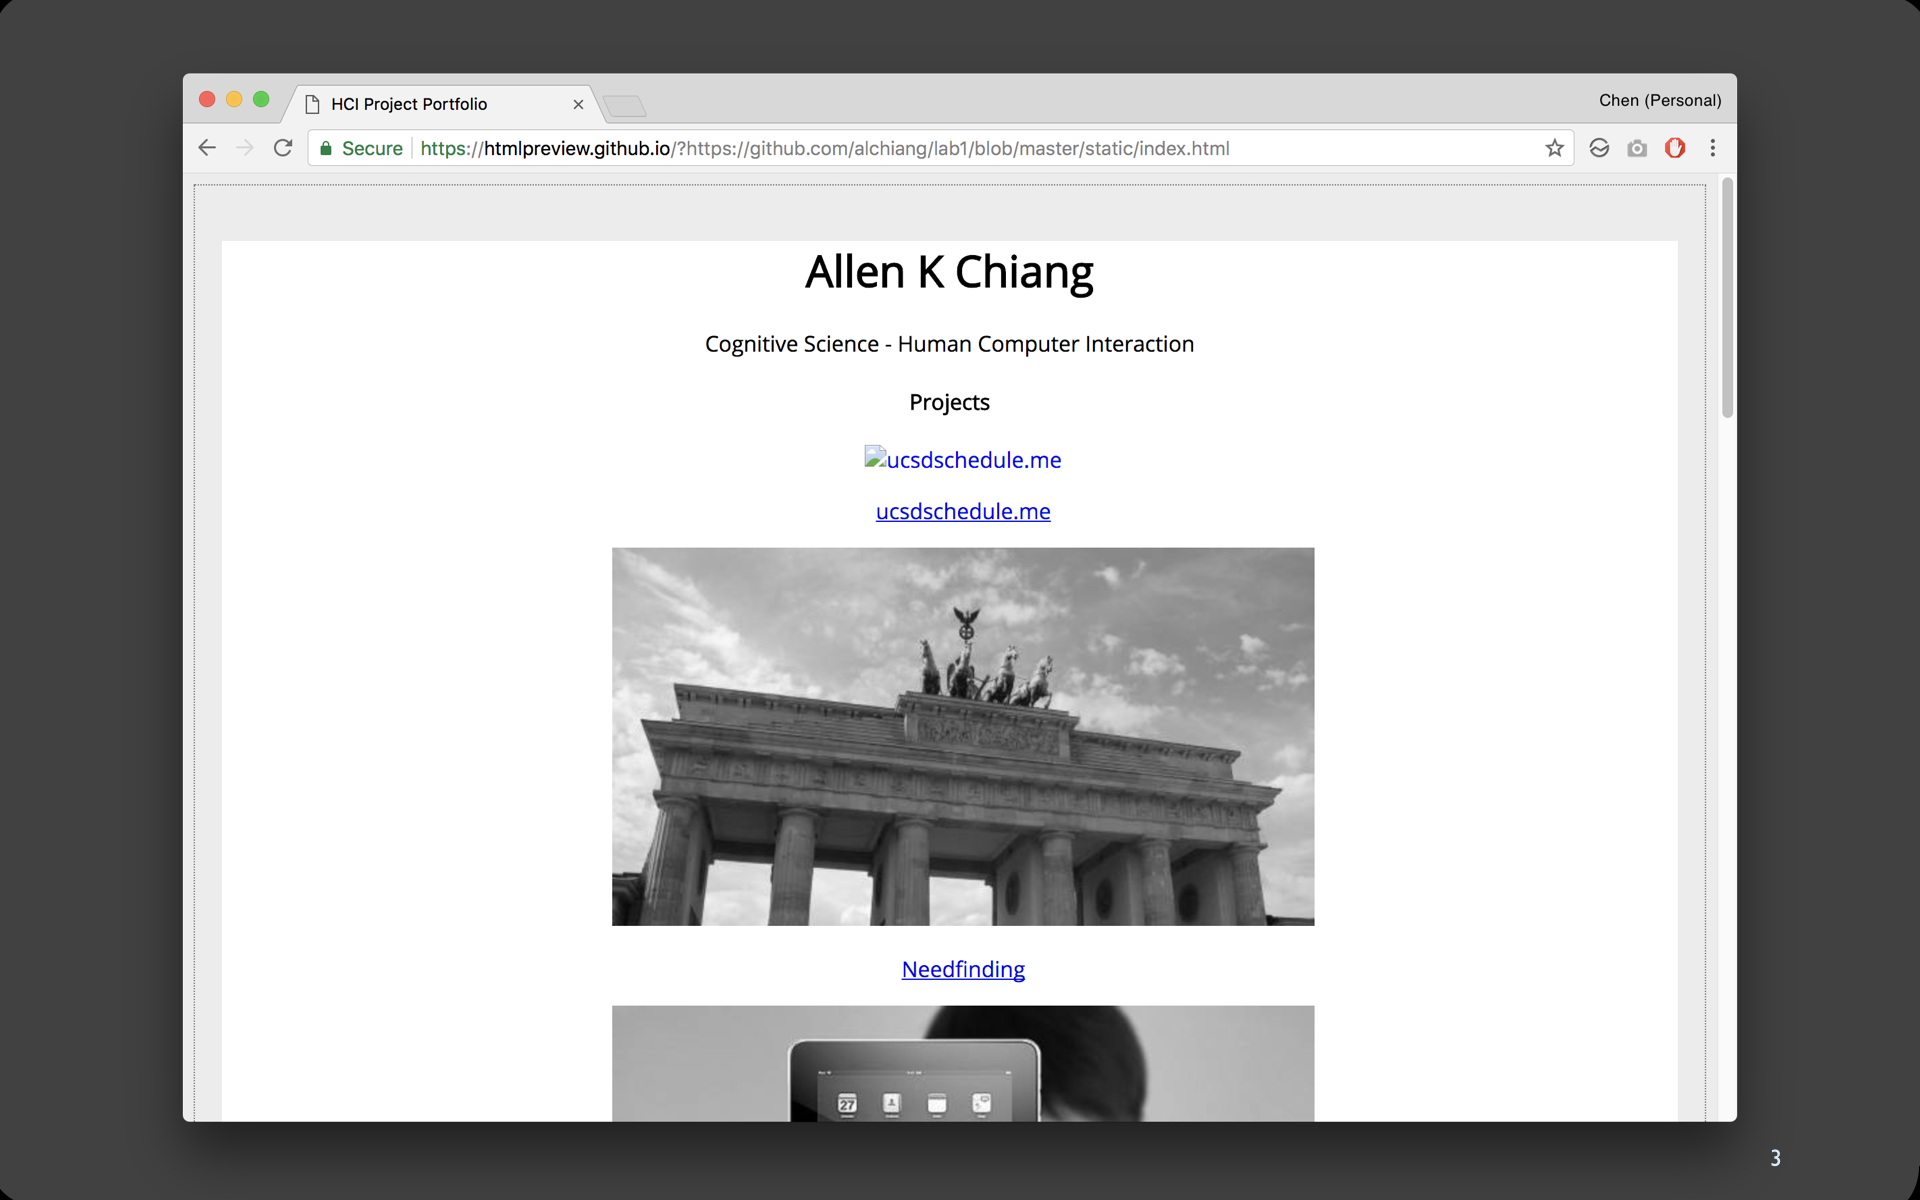 HCI Project Portfolio
Chen (Personal)
Secure
https://htmlpreview.github.io/?https://github.com/alchiang/lab1/blob/master/static/index.html
Allen K Chiang
Cognitive Science - Human Computer Interaction
Projects
ucsdschedule.me
ucsdschedule.me
Needfinding
27
3